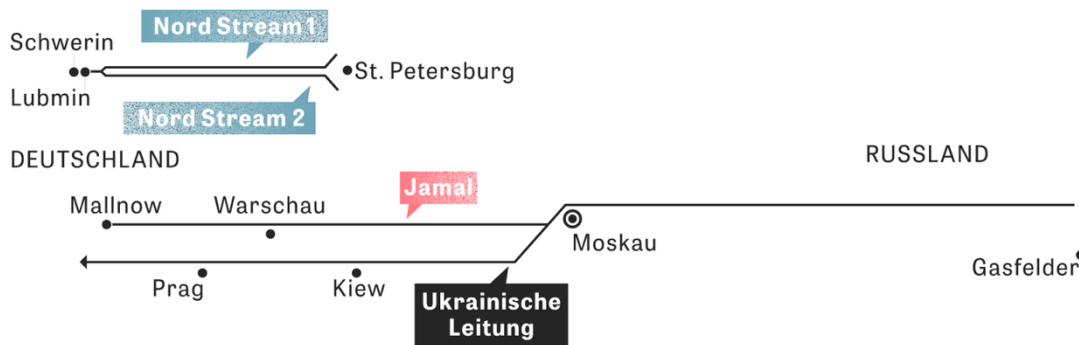 Nord Stream 1
Schwerin
St. Petersburg
Lubmin
Nord Stream 2
DEUTSCHLAND
RUSSLAND
Jamal
Mallnow
Warschau
Moskau
Gasfelder
Prag
Kiew
Ukrainische
Leitung